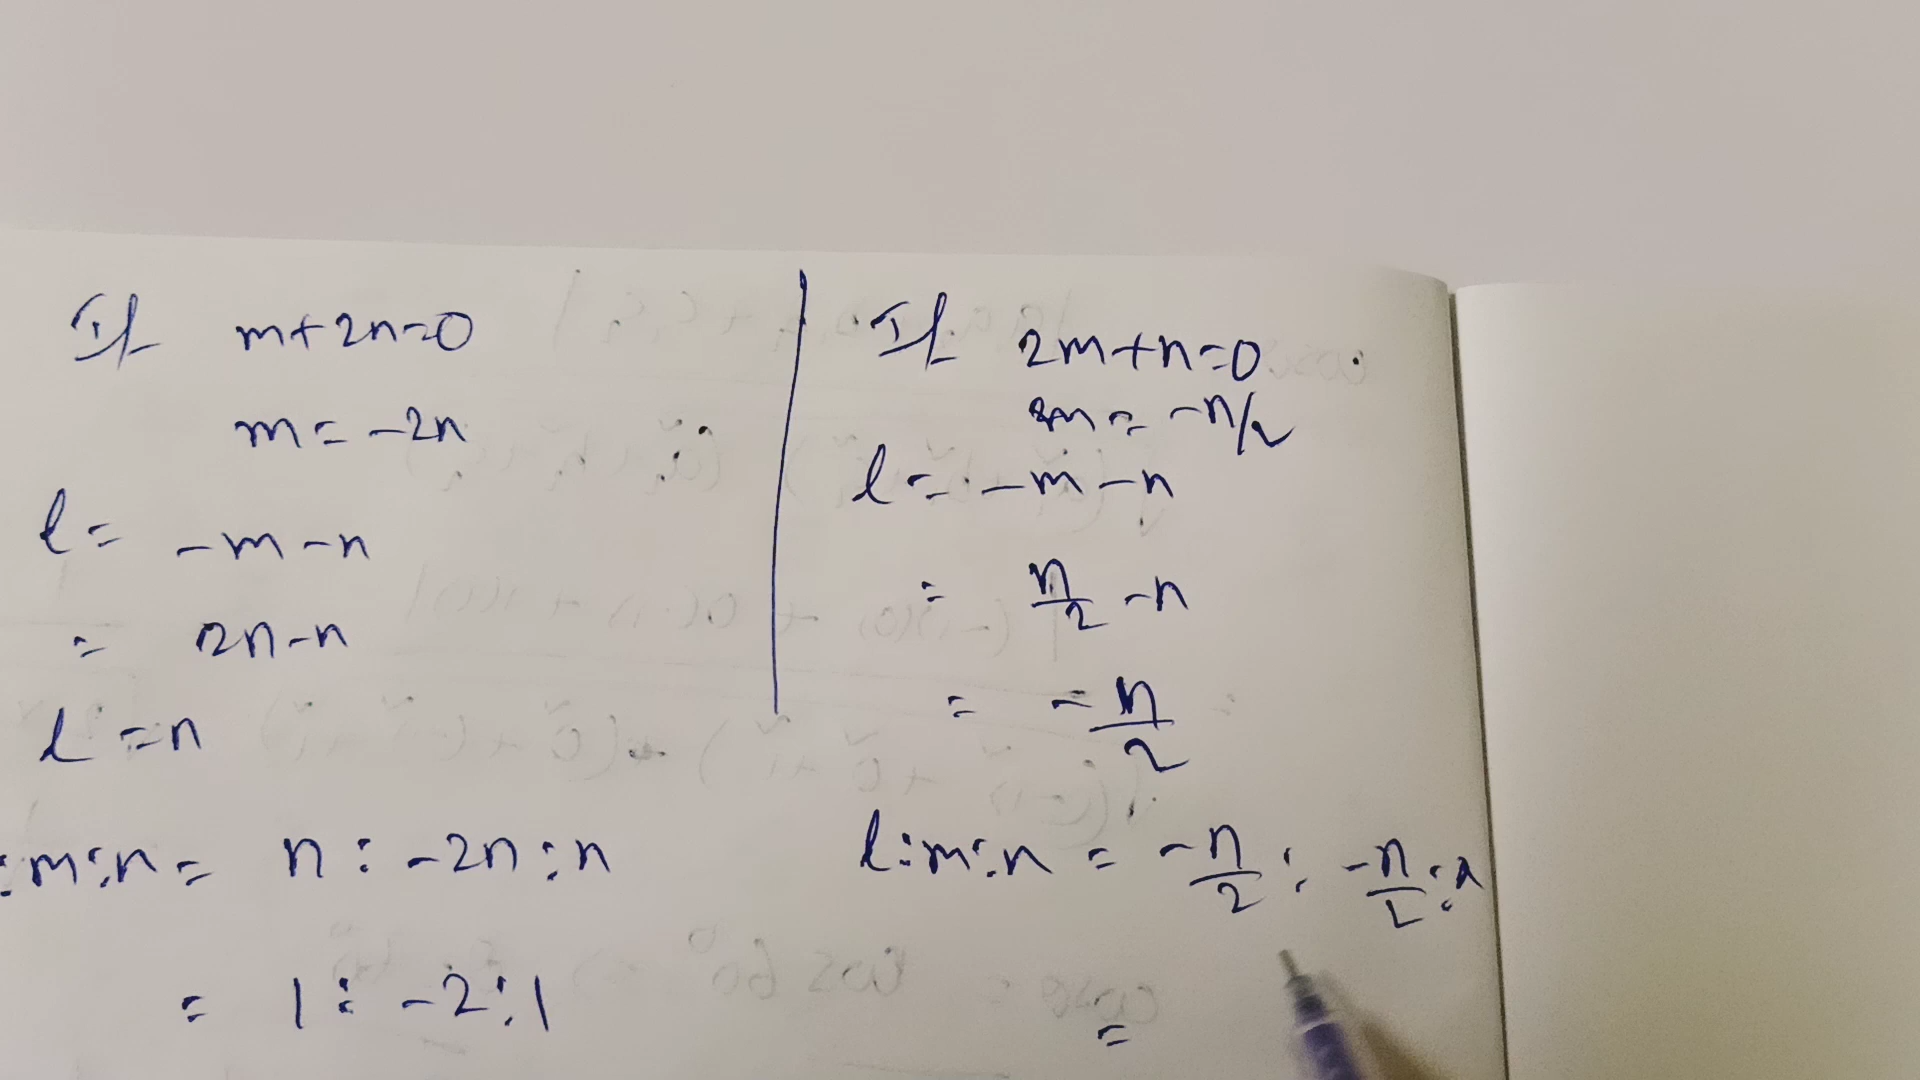 If m+2n=0
m = -2n
l = -m-n
= 2n-n
l = n
:m:n = n : -2n : n
= 1 : -2 : 1
If 2m+n=0
m = -n/2
l = -m-n
= n/2 - n
= -n/2
l:m:n = -n/2 : -n/2 : n
=